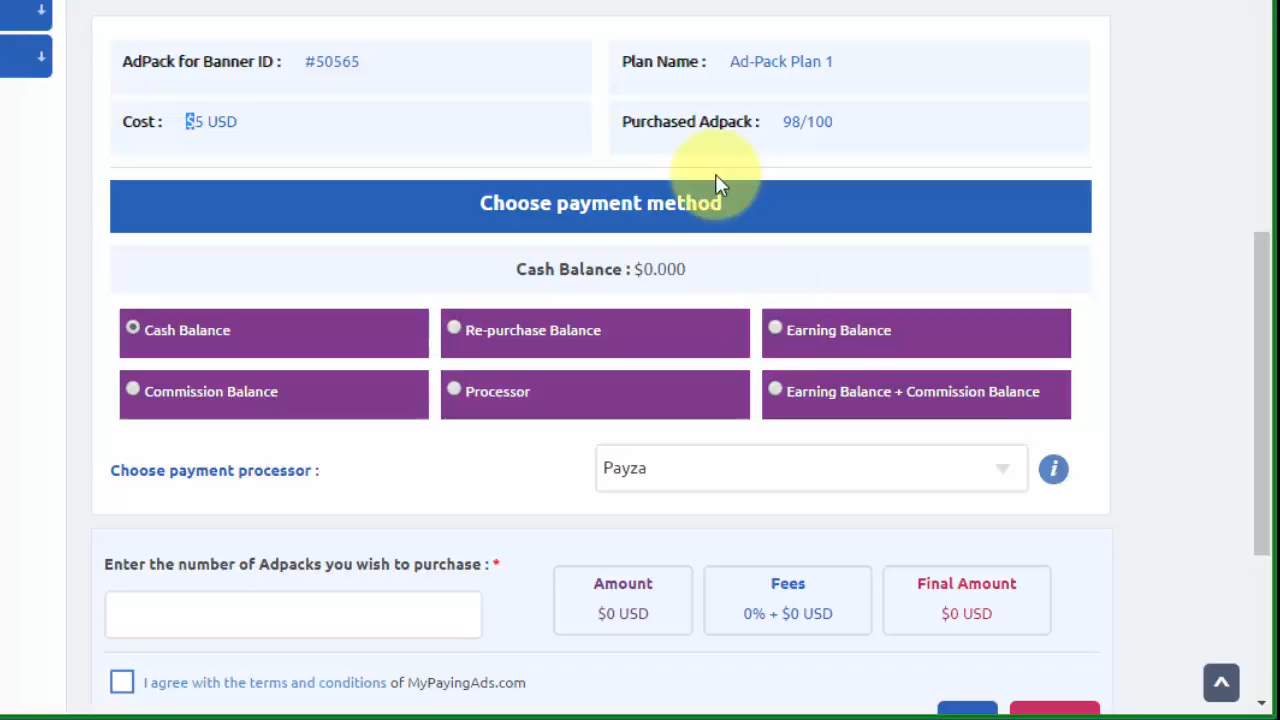 AdPack for Banner ID : #50565
Plan Name : Ad-Pack Plan 1
Cost : $5 USD
Purchased Adpack : 98/100
Choose payment method
Cash Balance : $0.000
Cash Balance
Re-purchase Balance
Earning Balance
Commission Balance
Processor
Earning Balance + Commission Balance
Choose payment processor :
Payza
i
Enter the number of Adpacks you wish to purchase : *
Amount
$0 USD
Fees
0% + $0 USD
Final Amount
$0 USD
I agree with the terms and conditions of MyPayingAds.com